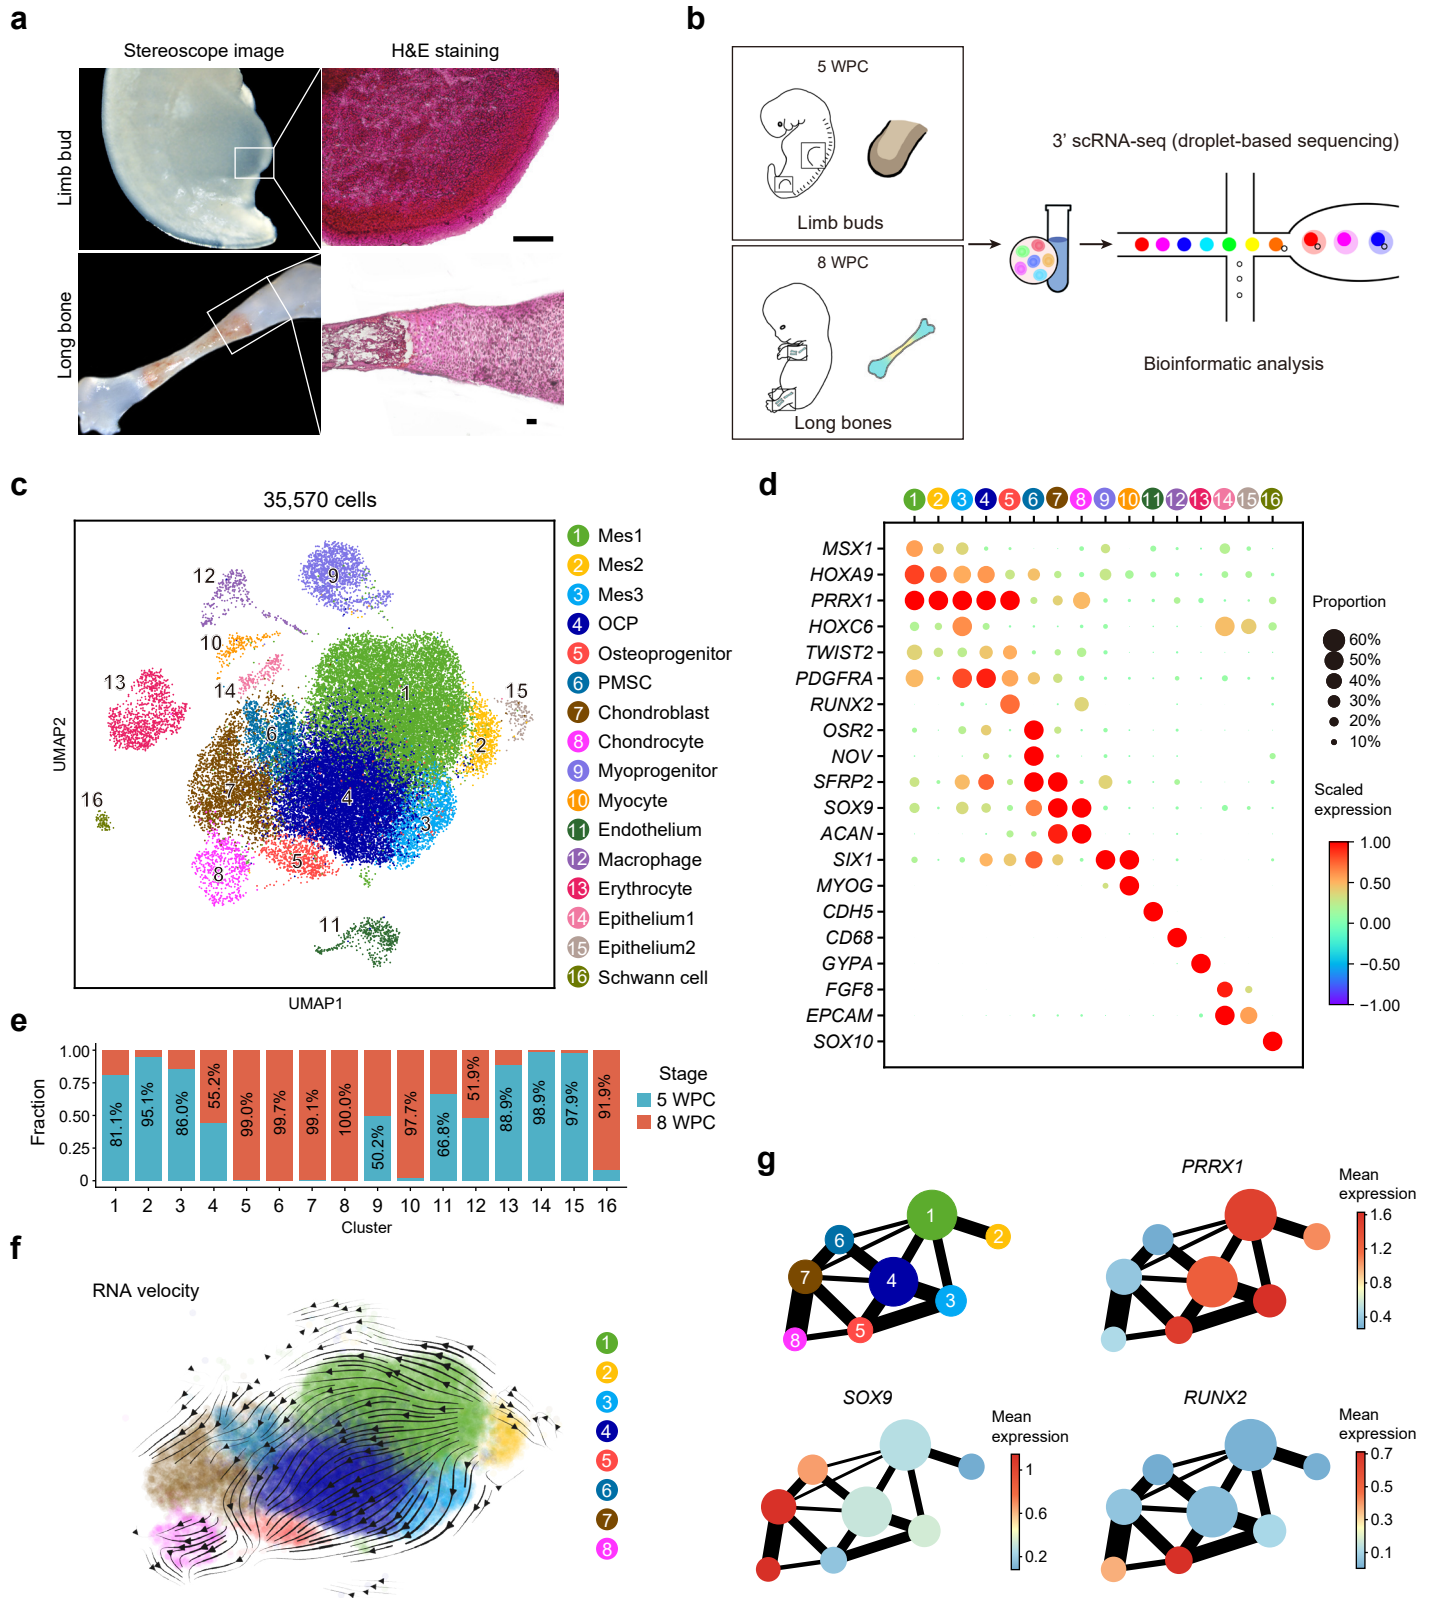 a
Stereoscope image
H&E staining
Limb bud
Long bone
b
5 WPC
Limb buds
8 WPC
Long bones
3’ scRNA-seq (droplet-based sequencing)
Bioinformatic analysis
c
35,570 cells
UMAP2
UMAP1
12
9
10
1
13
14
15
6
2
7
4
16
3
5
8
11
1 Mes1
2 Mes2
3 Mes3
4 OCP
5 Osteoprogenitor
6 PMSC
7 Chondroblast
8 Chondrocyte
9 Myoprogenitor
10 Myocyte
11 Endothelium
12 Macrophage
13 Erythrocyte
14 Epithelium1
15 Epithelium2
16 Schwann cell
d
1 2 3 4 5 6 7 8 9 10 11 12 13 14 15 16
MSX1
HOXA9
PRRX1
HOXC6
TWIST2
PDGFRA
RUNX2
OSR2
NOV
SFRP2
SOX9
ACAN
SIX1
MYOG
CDH5
CD68
GYPA
FGF8
EPCAM
SOX10
Proportion
60%
50%
40%
30%
20%
10%
Scaled
expression
1.00
0.50
0.00
−0.50
−1.00
e
Fraction
1.00
0.75
0.50
0.25
0
81.1%
95.1%
86.0%
55.2%
99.0%
99.7%
99.1%
100.0%
50.2%
97.7%
66.8%
51.9%
88.9%
98.9%
97.9%
91.9%
1 2 3 4 5 6 7 8 9 10 11 12 13 14 15 16
Cluster
Stage
5 WPC
8 WPC
f
RNA velocity
1
2
3
4
5
6
7
8
g
1
2
6
7
4
3
5
8
PRRX1
Mean
expression
1.6
1.2
0.8
0.4
SOX9
Mean
expression
1
0.6
0.2
RUNX2
Mean
expression
0.7
0.5
0.3
0.1